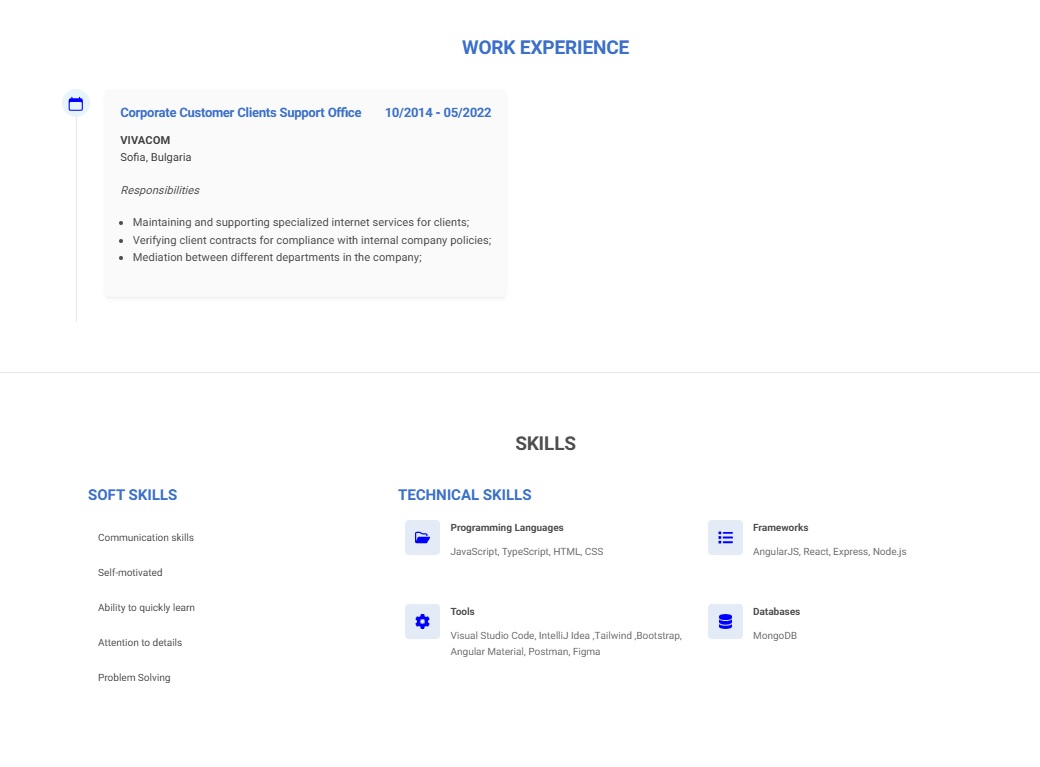 WORK EXPERIENCE
Corporate Customer Clients Support Office 10/2014 - 05/2022
VIVACOM
Sofia, Bulgaria
Responsibilities
• Maintaining and supporting specialized internet services for clients;
• Verifying client contracts for compliance with internal company policies;
• Mediation between different departments in the company;
SKILLS
SOFT SKILLS
Communication skills
Self-motivated
Ability to quickly learn
Attention to details
Problem Solving
TECHNICAL SKILLS
Programming Languages
JavaScript, TypeScript, HTML, CSS
Frameworks
AngularJS, React, Express, Node.js
Tools
Visual Studio Code, IntelliJ Idea ,Tailwind ,Bootstrap,
Angular Material, Postman, Figma
Databases
MongoDB